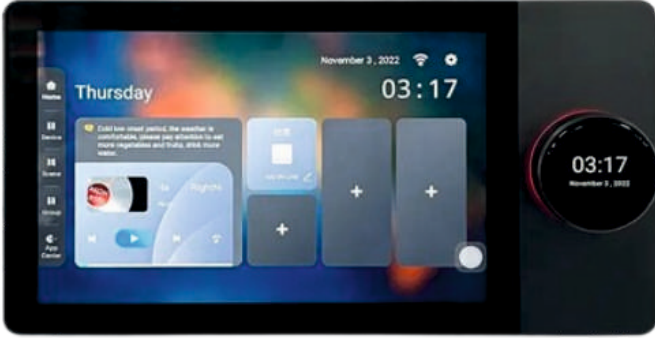 November 3, 2022
Thursday
03:17
Home
Device
Scene
Group
App
Center
Cold low onset period, the weather is
comfortable, please pay attention to eat
more vegetables and fruits, drink more
water.
03:17
November 3, 2022